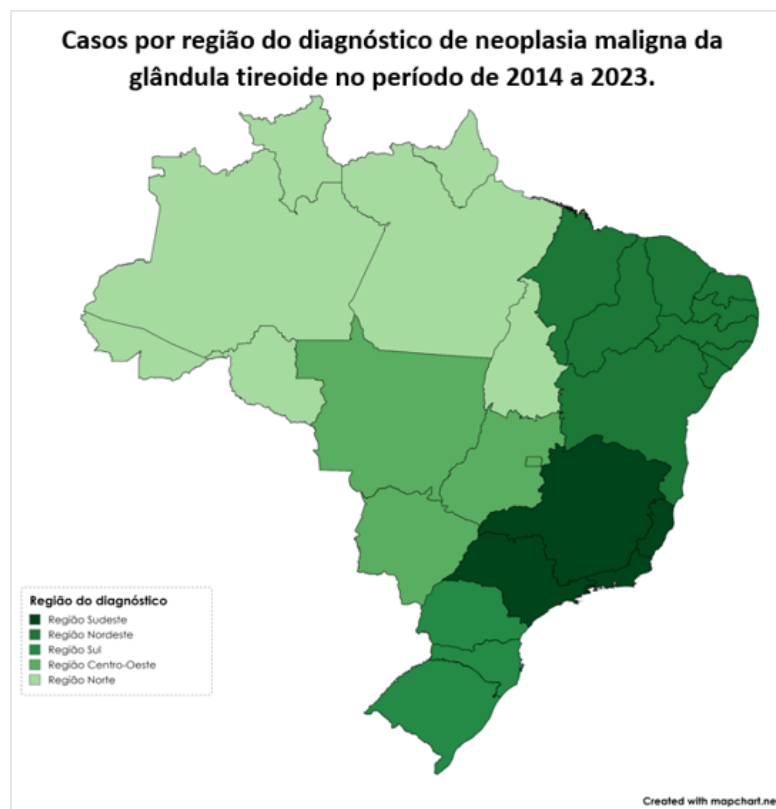 Casos por região do diagnóstico de neoplasia maligna da
glândula tireoide no período de 2014 a 2023.
Região do diagnóstico
Região Sudeste
Região Nordeste
Região Sul
Região Centro-Oeste
Região Norte
Created with mapchart.ne